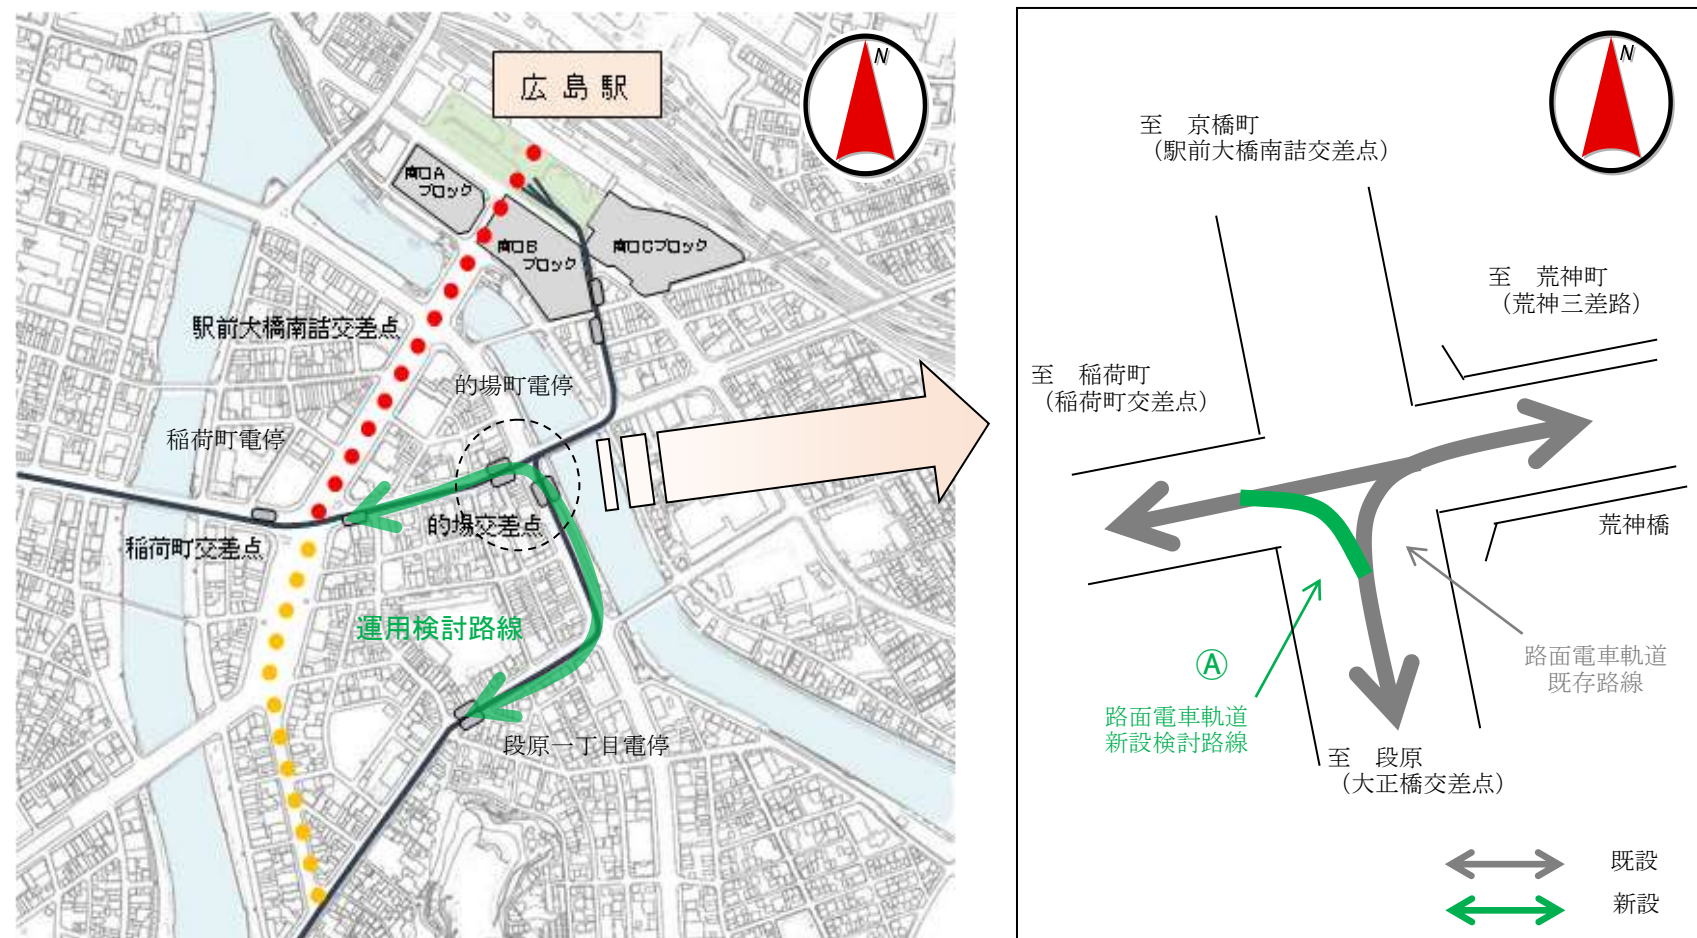 広島駅
N
南口A
ブロック
南口B
ブロック
南口Cブロック
駅前大橋南詰交差点
的場町電停
稲荷町電停
的場交差点
稲荷町交差点
運用検討路線
段原一丁目電停
N
至　京橋町
（駅前大橋南詰交差点）
至　荒神町
（荒神三差路）
至　稲荷町
（稲荷町交差点）
荒神橋
Ⓐ
路面電車軌道
新設検討路線
路面電車軌道
既存路線
至　段原
（大正橋交差点）
既設
新設